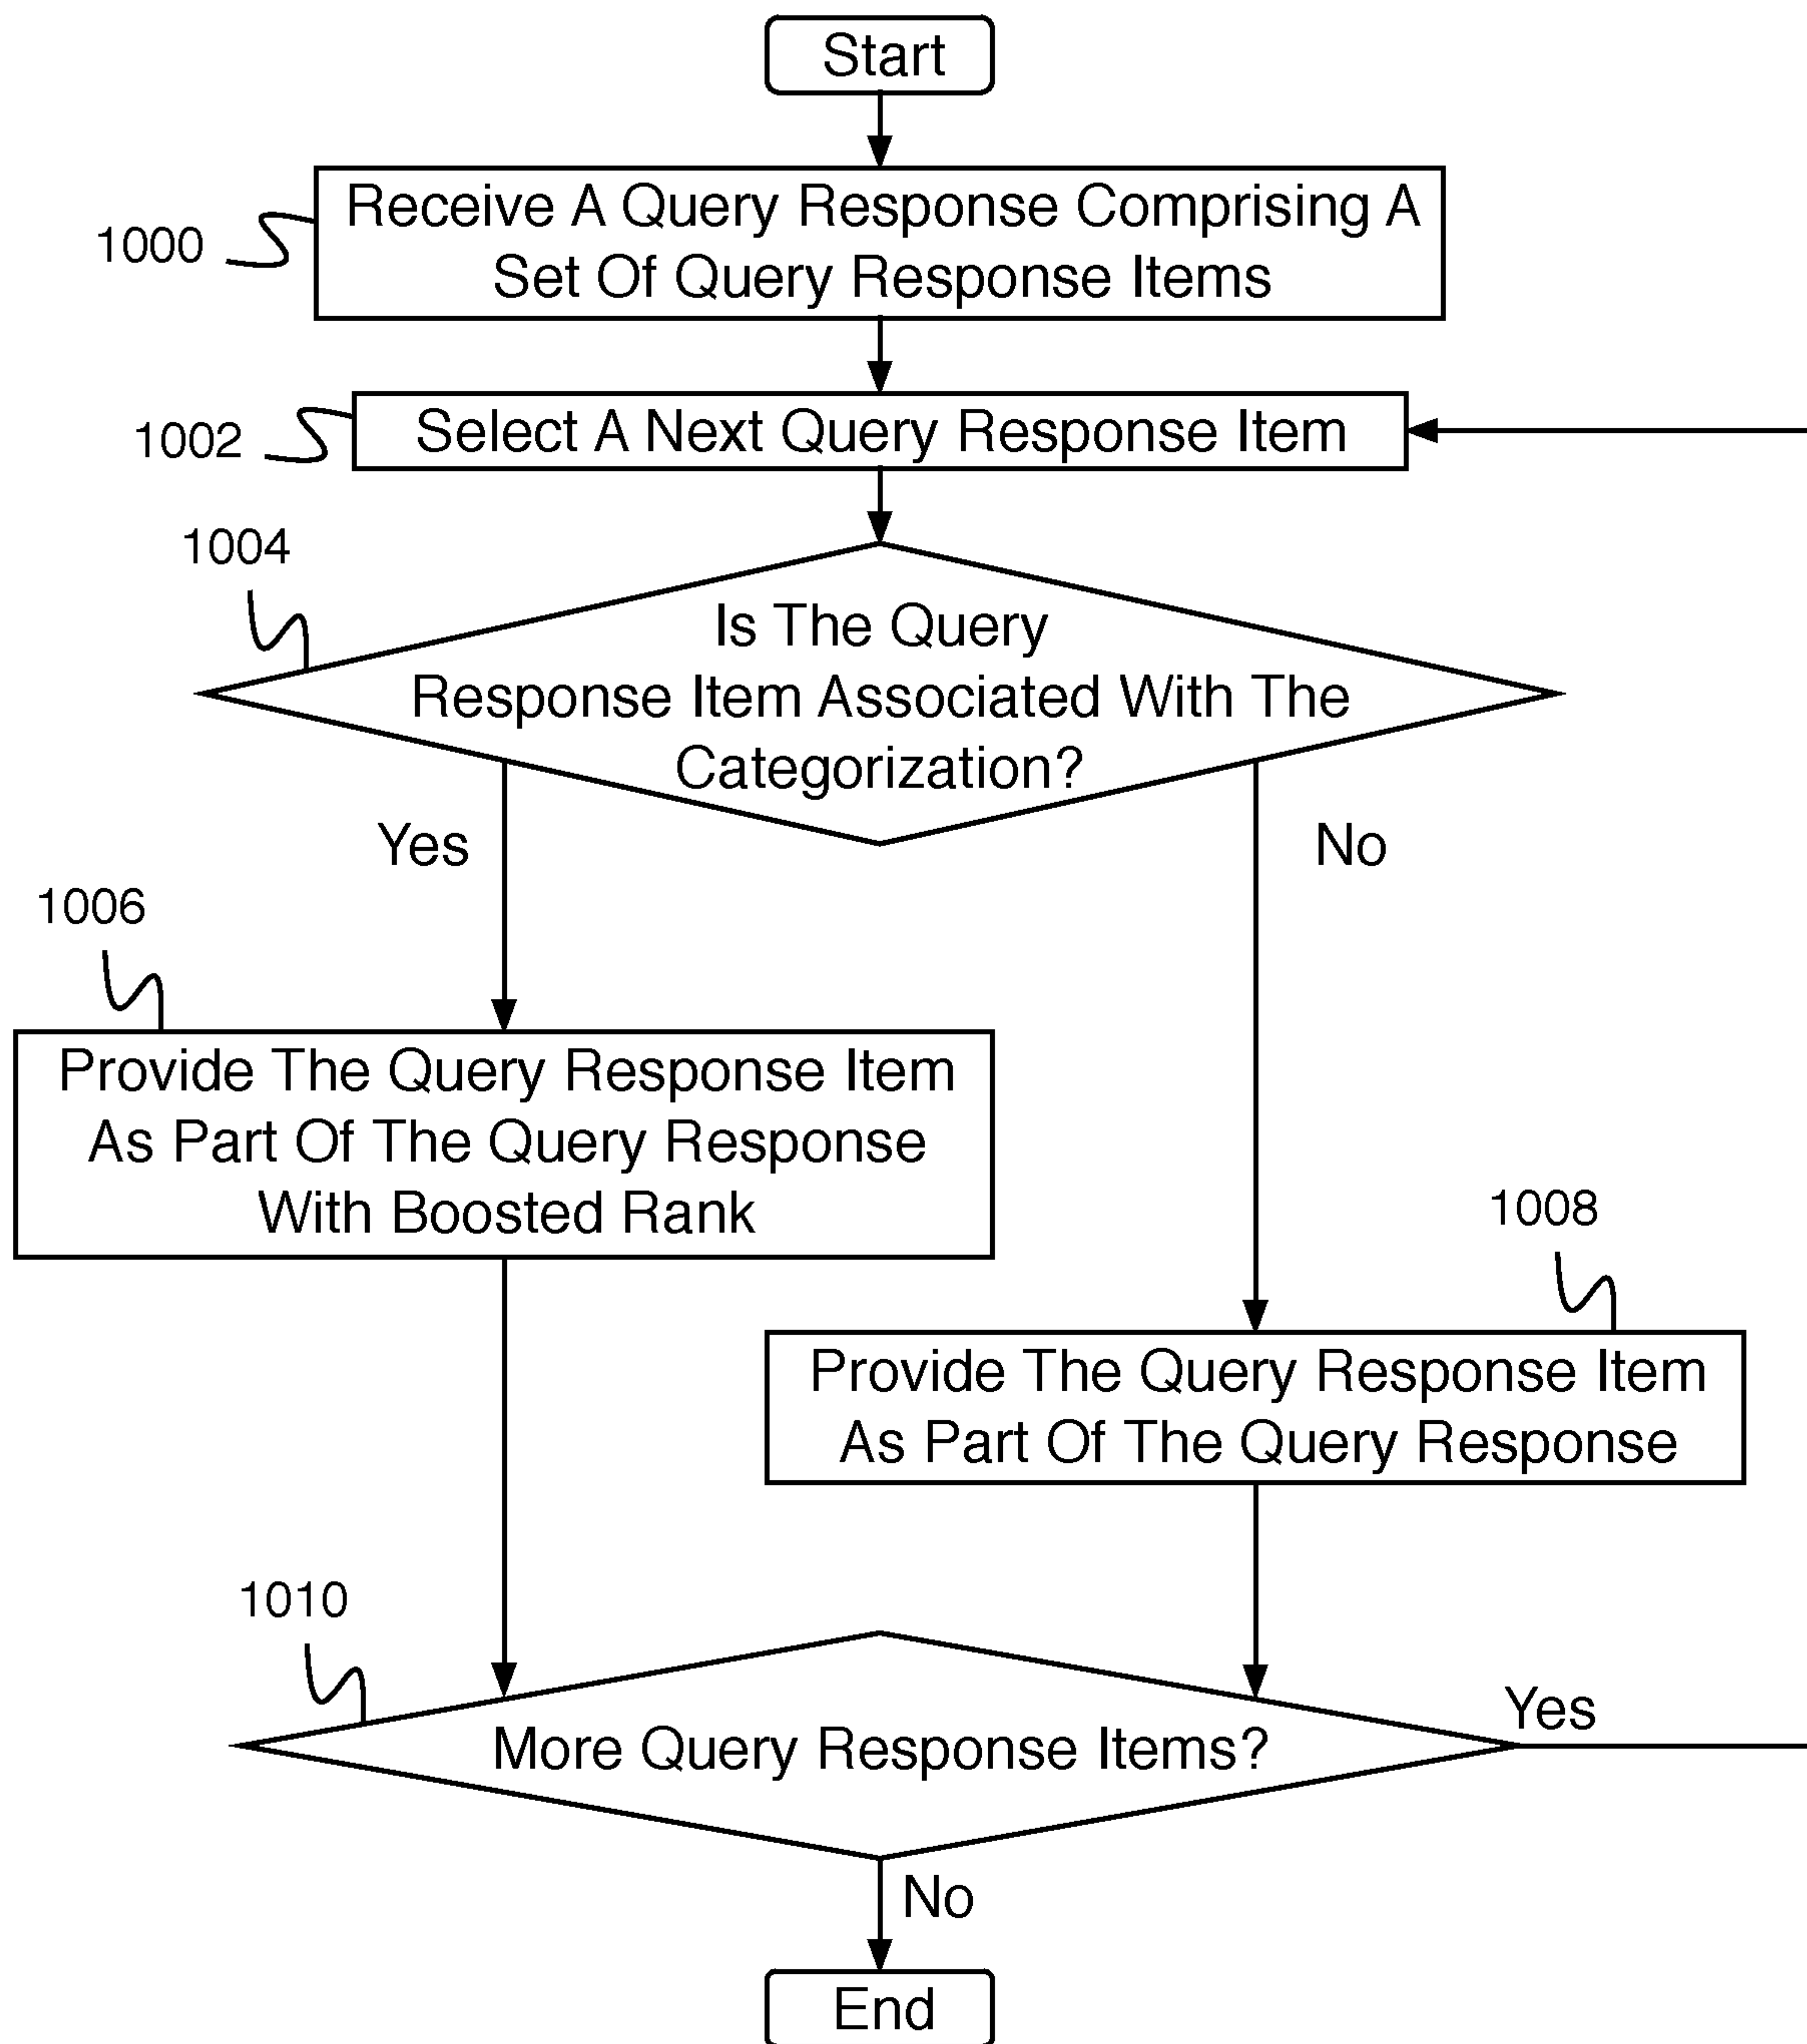 Start
1000
Receive A Query Response Comprising A
Set Of Query Response Items
1002
Select A Next Query Response Item
1004
Is The Query
Response Item Associated With The
Categorization?
Yes
No
1006
Provide The Query Response Item
As Part Of The Query Response
With Boosted Rank
1008
Provide The Query Response Item
As Part Of The Query Response
1010
More Query Response Items?
Yes
No
End